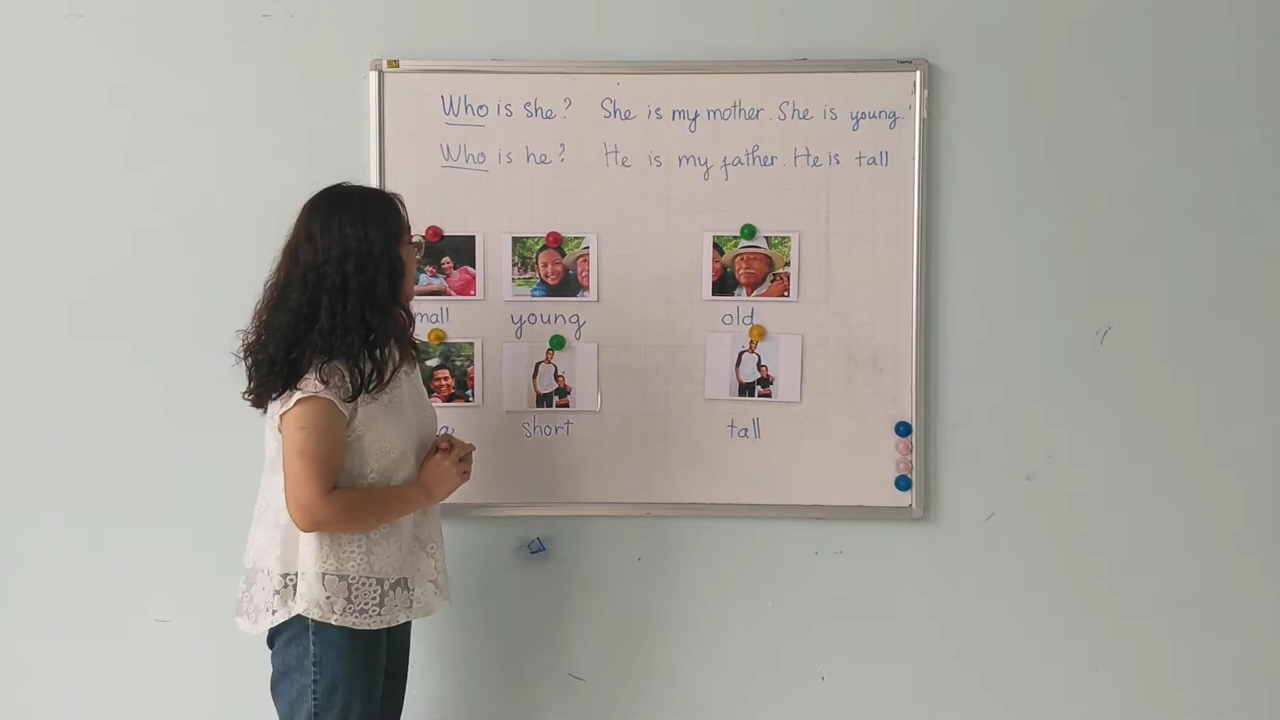 Who is she? She is my mother. She is young.
Who is he? He is my father. He is tall
mall young old
short tall